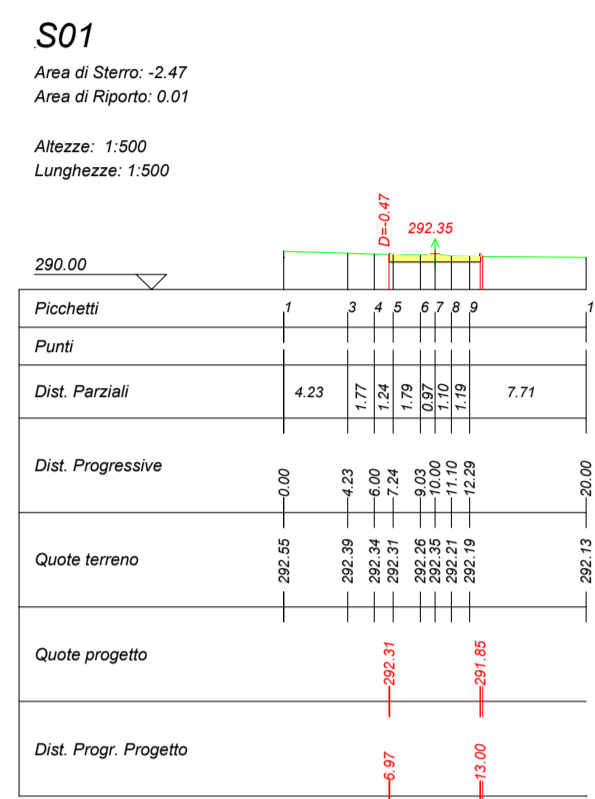 S01
Area di Sterro: -2.47
Area di Riporto: 0.01
Altezze: 1:500
Lunghezze: 1:500
D=-0.47
292.35
290.00
Picchetti 1 3 4 5 6 7 8 9 1
Punti
Dist. Parziali 4.23 1.77 1.24 1.79 0.97 1.10 1.19 7.71
Dist. Progressive 0.00 4.23 6.00 7.24 9.03 10.00 11.10 12.29 20.00
Quote terreno 292.55 292.39 292.34 292.31 292.26 292.35 292.21 292.19 292.13
Quote progetto 292.31 291.85
Dist. Progr. Progetto 6.97 13.00